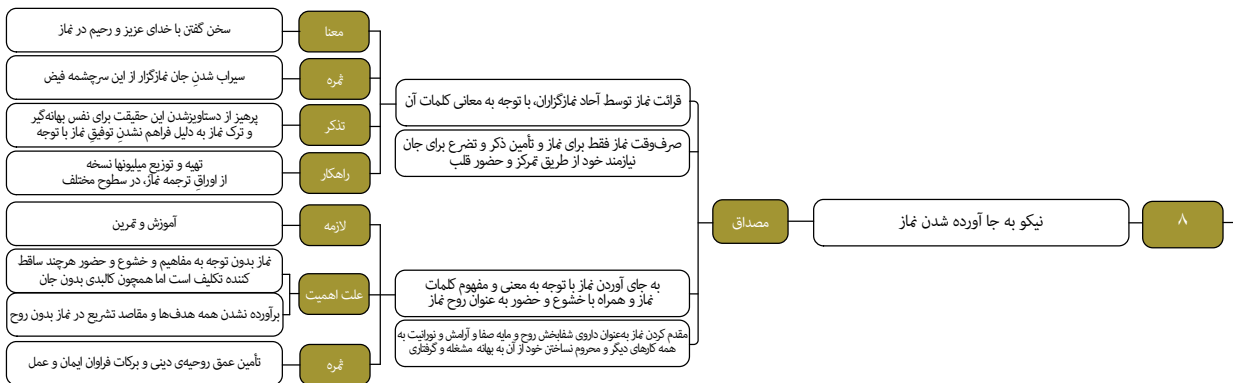 ۸
نیکو به جا آورده شدن نماز
مصداق
قرائت نماز توسط آحاد نمازگزاران، با توجه به معانی کلمات آن
معنا
سخن گفتن با خدای عزیز و رحیم در نماز
ثمره
سیراب شدنِ جان نمازگزار از این سرچشمه فیض
تذکر
پرهیز از دستاویزشدن این حقیقت برای نفس بهانه‌گیر
و ترک نماز به دلیل فراهم نشدنِ توفیقِ نماز با توجه
راهکار
تهیه و توزیع میلیونها نسخه
از اوراقِ ترجمه نماز، در سطوح مختلف
صرف‌وقت نماز فقط برای نماز و تأمین ذکر و تضرع برای جان
نیازمند خود از طریق تمرکز و حضور قلب
به جای آوردن نماز با توجه به معنی و مفهوم کلمات
نماز و همراه با خشوع و حضور به عنوان روح نماز
لازمه
آموزش و تمرین
علت اهمیت
نماز بدون توجه به مفاهیم و خشوع و حضور هرچند ساقط
کننده تکلیف است اما همچون کالبدی بدون جان
برآورده نشدن همه هدف‌ها و مقاصد تشریع در نماز بدون روح
ثمره
تأمین عمق روحیه‌ی دینی و برکات فراوان ایمان و عمل
مقدم کردن نماز به‌عنوان داروی شفابخش روح و مایه صفا و آرامش و نورانیت به
همه کارهای دیگر و محروم نساختن خود از آن به بهانه مشغله و گرفتاری